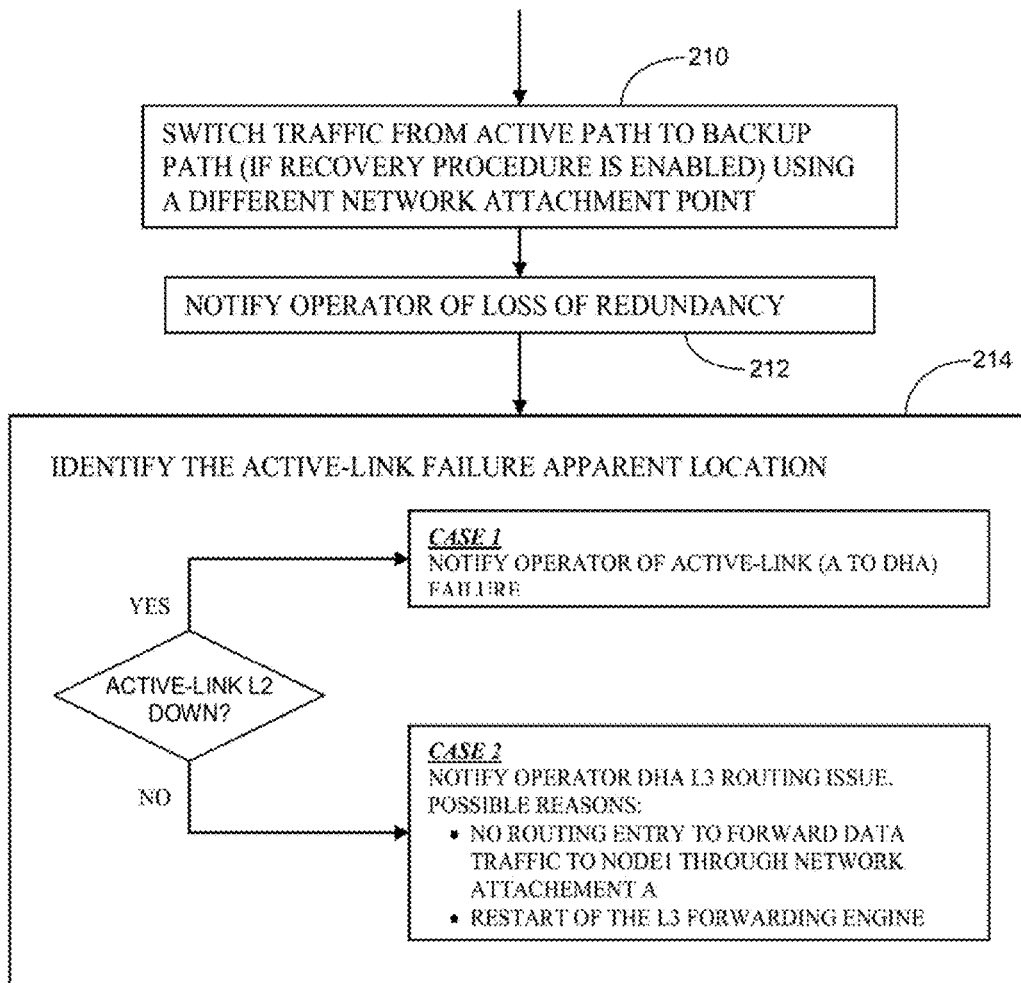 210
SWITCH TRAFFIC FROM ACTIVE PATH TO BACKUP
PATH (IF RECOVERY PROCEDURE IS ENABLED) USING
A DIFFERENT NETWORK ATTACHMENT POINT
NOTIFY OPERATOR OF LOSS OF REDUNDANCY
212
214
IDENTIFY THE ACTIVE-LINK FAILURE APPARENT LOCATION
CASE 1
NOTIFY OPERATOR OF ACTIVE-LINK (A TO DHA)
FAILURE
YES
ACTIVE-LINK L2
DOWN?
NO
CASE 2
NOTIFY OPERATOR DHA L3 ROUTING ISSUE.
POSSIBLE REASONS:
• NO ROUTING ENTRY TO FORWARD DATA
TRAFFIC TO NODE1 THROUGH NETWORK
ATTACHEMENT A
• RESTART OF THE L3 FORWARDING ENGINE